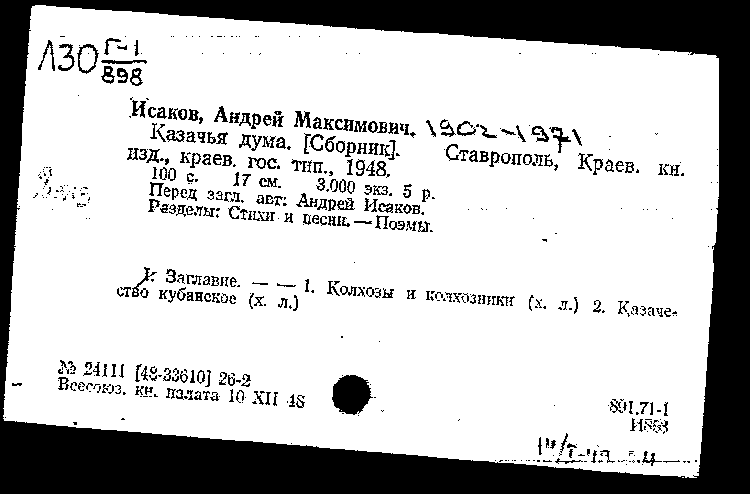 Л30 Г-1
898
Исаков, Андрей Максимович. 1902-1971
Казачья дума. [Сборник]. Ставрополь, Краев. кн.
изд., краев. гос. тип., 1948.
100 с. 17 см. 3.000 экз. 5 р.
Перед загл. авт: Андрей Исаков.
Разделы: Стихи и песни. — Поэмы.
I. Заглавие. — — 1. Колхозы и колхозники (х. л.) 2. Казаче-
ство кубанское (х. л.)
№ 24111 [48-33610] 26-2
Всесоюз. кн. палата 10 XII 48
891.71-1
И853